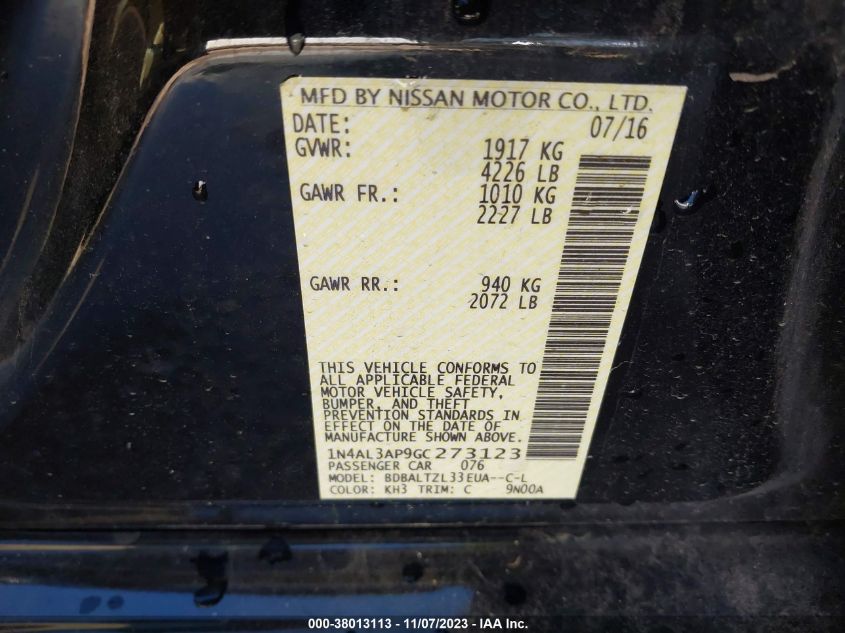 MFD BY NISSAN MOTOR CO., LTD.
DATE: 07/16
GVWR: 1917 KG
4226 LB
GAWR FR.: 1010 KG
2227 LB
GAWR RR.: 940 KG
2072 LB
THIS VEHICLE CONFORMS TO
ALL APPLICABLE FEDERAL
MOTOR VEHICLE SAFETY,
BUMPER, AND THEFT
PREVENTION STANDARDS IN
EFFECT ON THE DATE OF
MANUFACTURE SHOWN ABOVE.
1N4AL3AP9GC273123
PASSENGER CAR 076
MODEL: BDBALTZL33EUA--C-L
COLOR: KH3 TRIM: C 9N00A
000-38013113 - 11/07/2023 - IAAI Inc.